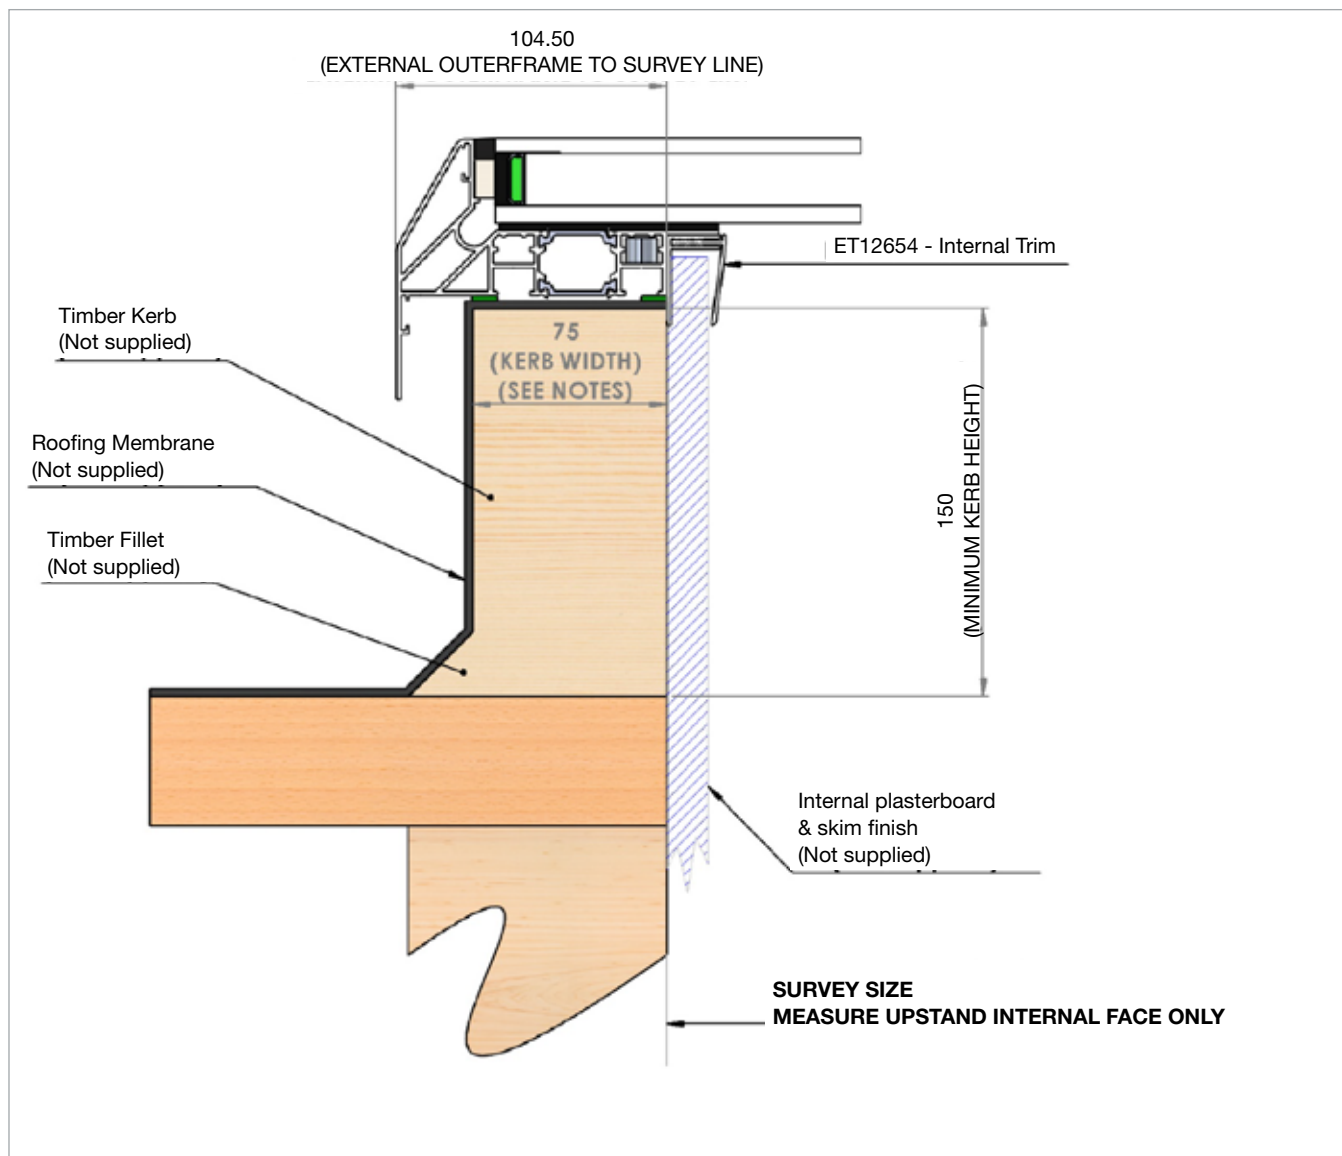 104.50
(EXTERNAL OUTERFRAME TO SURVEY LINE)
ET12654 - Internal Trim
Timber Kerb
(Not supplied)
75
(KERB WIDTH)
(SEE NOTES)
Roofing Membrane
(Not supplied)
150
(MINIMUM KERB HEIGHT)
Timber Fillet
(Not supplied)
Internal plasterboard
& skim finish
(Not supplied)
SURVEY SIZE
MEASURE UPSTAND INTERNAL FACE ONLY